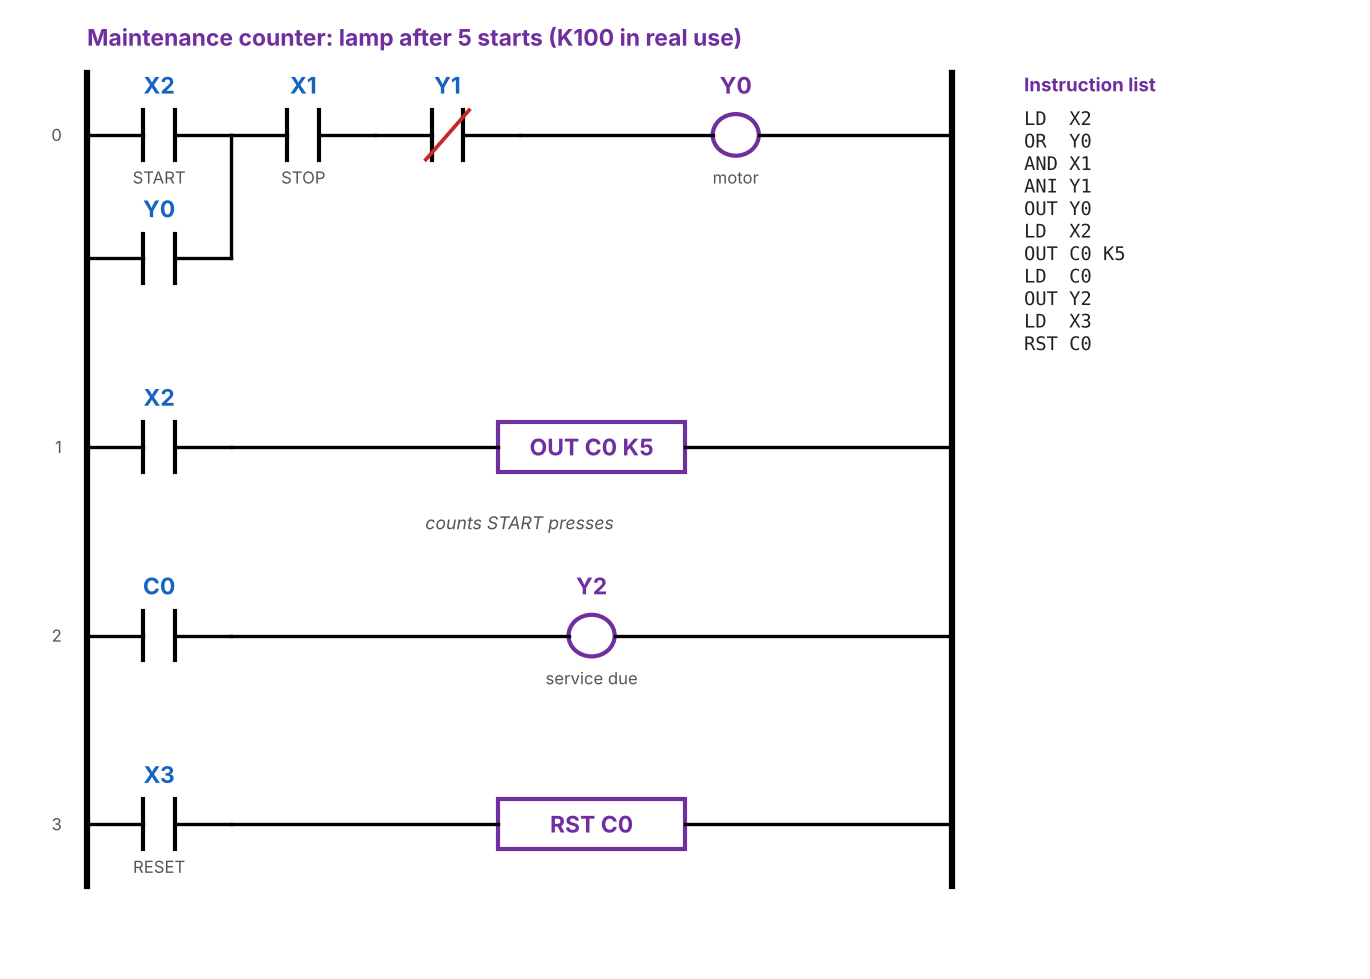 Maintenance counter: lamp after 5 starts (K100 in real use)
X2 X1 Y1 Y0
0
START STOP motor
Y0
X2
1 OUT C0 K5
counts START presses
C0 Y2
2
service due
X3
3 RST C0
RESET
Instruction list
LD X2
OR Y0
AND X1
ANI Y1
OUT Y0
LD X2
OUT C0 K5
LD C0
OUT Y2
LD X3
RST C0